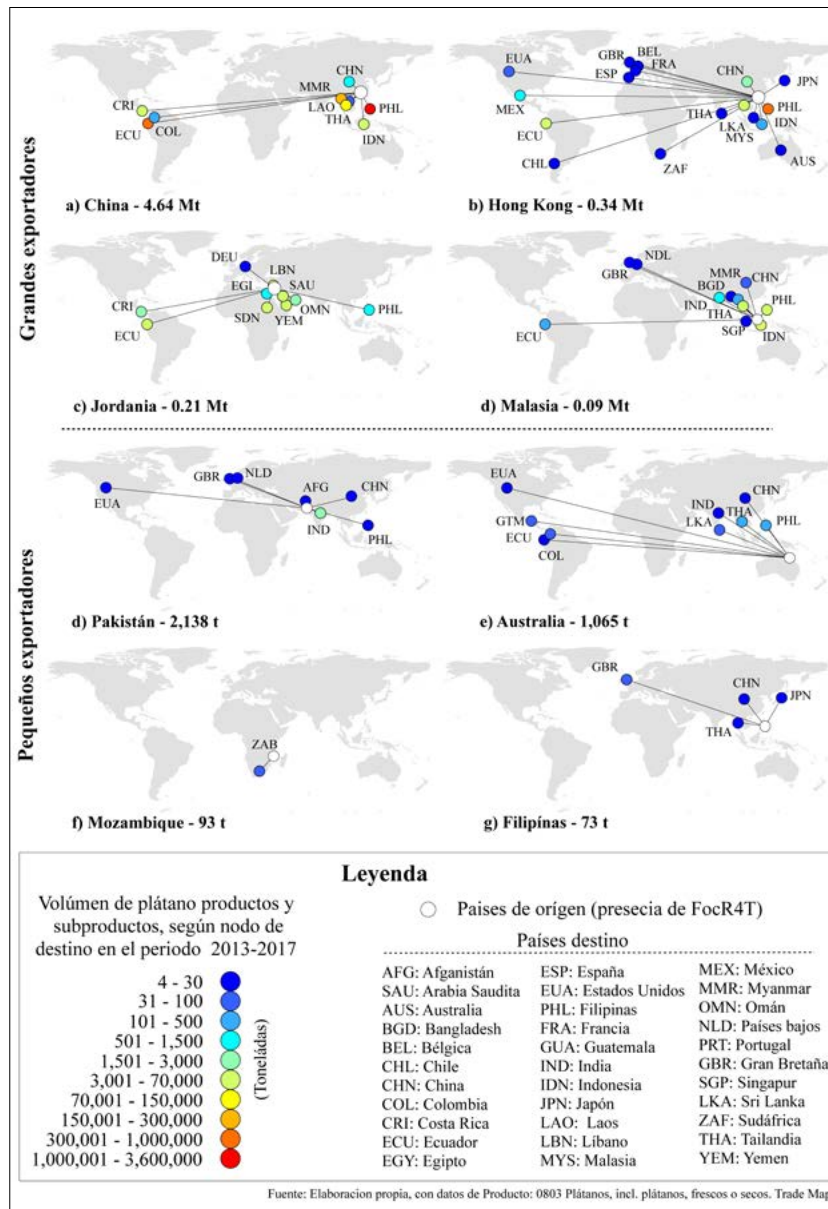 Grandes exportadores
EUA
GBR
BEL
FRA
ESP
CHN
JPN
MMR
CHN
CRI
LAO
THA
PHL
ECU
COL
IDN
MEX
ECU
THA
PHL
IDN
LKA
MYS
CHL
ZAF
AUS
a) China - 4.64 Mt
b) Hong Kong - 0.34 Mt
DEU
LBN
EGI
SAU
CRI
OMN
PHL
ECU
SDN
YEM
GBR
NDL
MMR
CHN
BGD
IND
PHL
THA
ECU
SGP
IDN
c) Jordania - 0.21 Mt
d) Malasia - 0.09 Mt
Pequeños exportadores
GBR
NLD
AFG
CHN
EUA
IND
PHL
EUA
CHN
IND
THA
GTM
LKA
PHL
ECU
COL
d) Pakistán - 2,138 t
e) Australia - 1,065 t
ZAB
GBR
CHN
JPN
THA
f) Mozambique - 93 t
g) Filipínas - 73 t
Leyenda
Volúmen de plátano productos y
subproductos, según nodo de
destino en el periodo 2013-2017
4 - 30
31 - 100
101 - 500
501 - 1,500
1,501 - 3,000
3,001 - 70,000
70,001 - 150,000
150,001 - 300,000
300,001 - 1,000,000
1,000,001 - 3,600,000
(Toneládas)
Paises de orígen (presecia de FocR4T)
Países destino
AFG: Afganistán
SAU: Arabia Saudita
AUS: Australia
BGD: Bangladesh
BEL: Bélgica
CHL: Chile
CHN: China
COL: Colombia
CRI: Costa Rica
ECU: Ecuador
EGY: Egipto
ESP: España
EUA: Estados Unidos
PHL: Filipinas
FRA: Francia
GUA: Guatemala
IND: India
IDN: Indonesia
JPN: Japón
LAO: Laos
LBN: Líbano
MYS: Malasia
MEX: México
MMR: Myanmar
OMN: Omán
NLD: Países bajos
PRT: Portugal
GBR: Gran Bretaña
SGP: Singapur
LKA: Sri Lanka
ZAF: Sudáfrica
THA: Tailandia
YEM: Yemen
Fuente: Elaboracion propia, con datos de Producto: 0803 Plátanos, incl. plátanos, frescos o secos. Trade Map